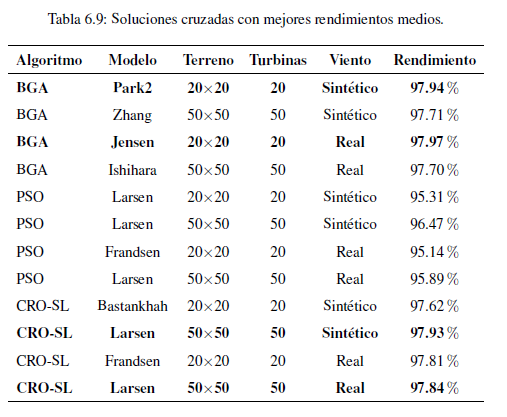 Tabla 6.9: Soluciones cruzadas con mejores rendimientos medios.
Algoritmo Modelo Terreno Turbinas Viento Rendimiento
BGA Park2 20×20 20 Sintético 97.94 %
BGA Zhang 50×50 50 Sintético 97.71 %
BGA Jensen 20×20 20 Real 97.97 %
BGA Ishihara 50×50 50 Real 97.70 %
PSO Larsen 20×20 20 Sintético 95.31 %
PSO Larsen 50×50 50 Sintético 96.47 %
PSO Frandsen 20×20 20 Real 95.14 %
PSO Larsen 50×50 50 Real 95.89 %
CRO-SL Bastankhah 20×20 20 Sintético 97.62 %
CRO-SL Larsen 50×50 50 Sintético 97.93 %
CRO-SL Frandsen 20×20 20 Real 97.81 %
CRO-SL Larsen 50×50 50 Real 97.84 %